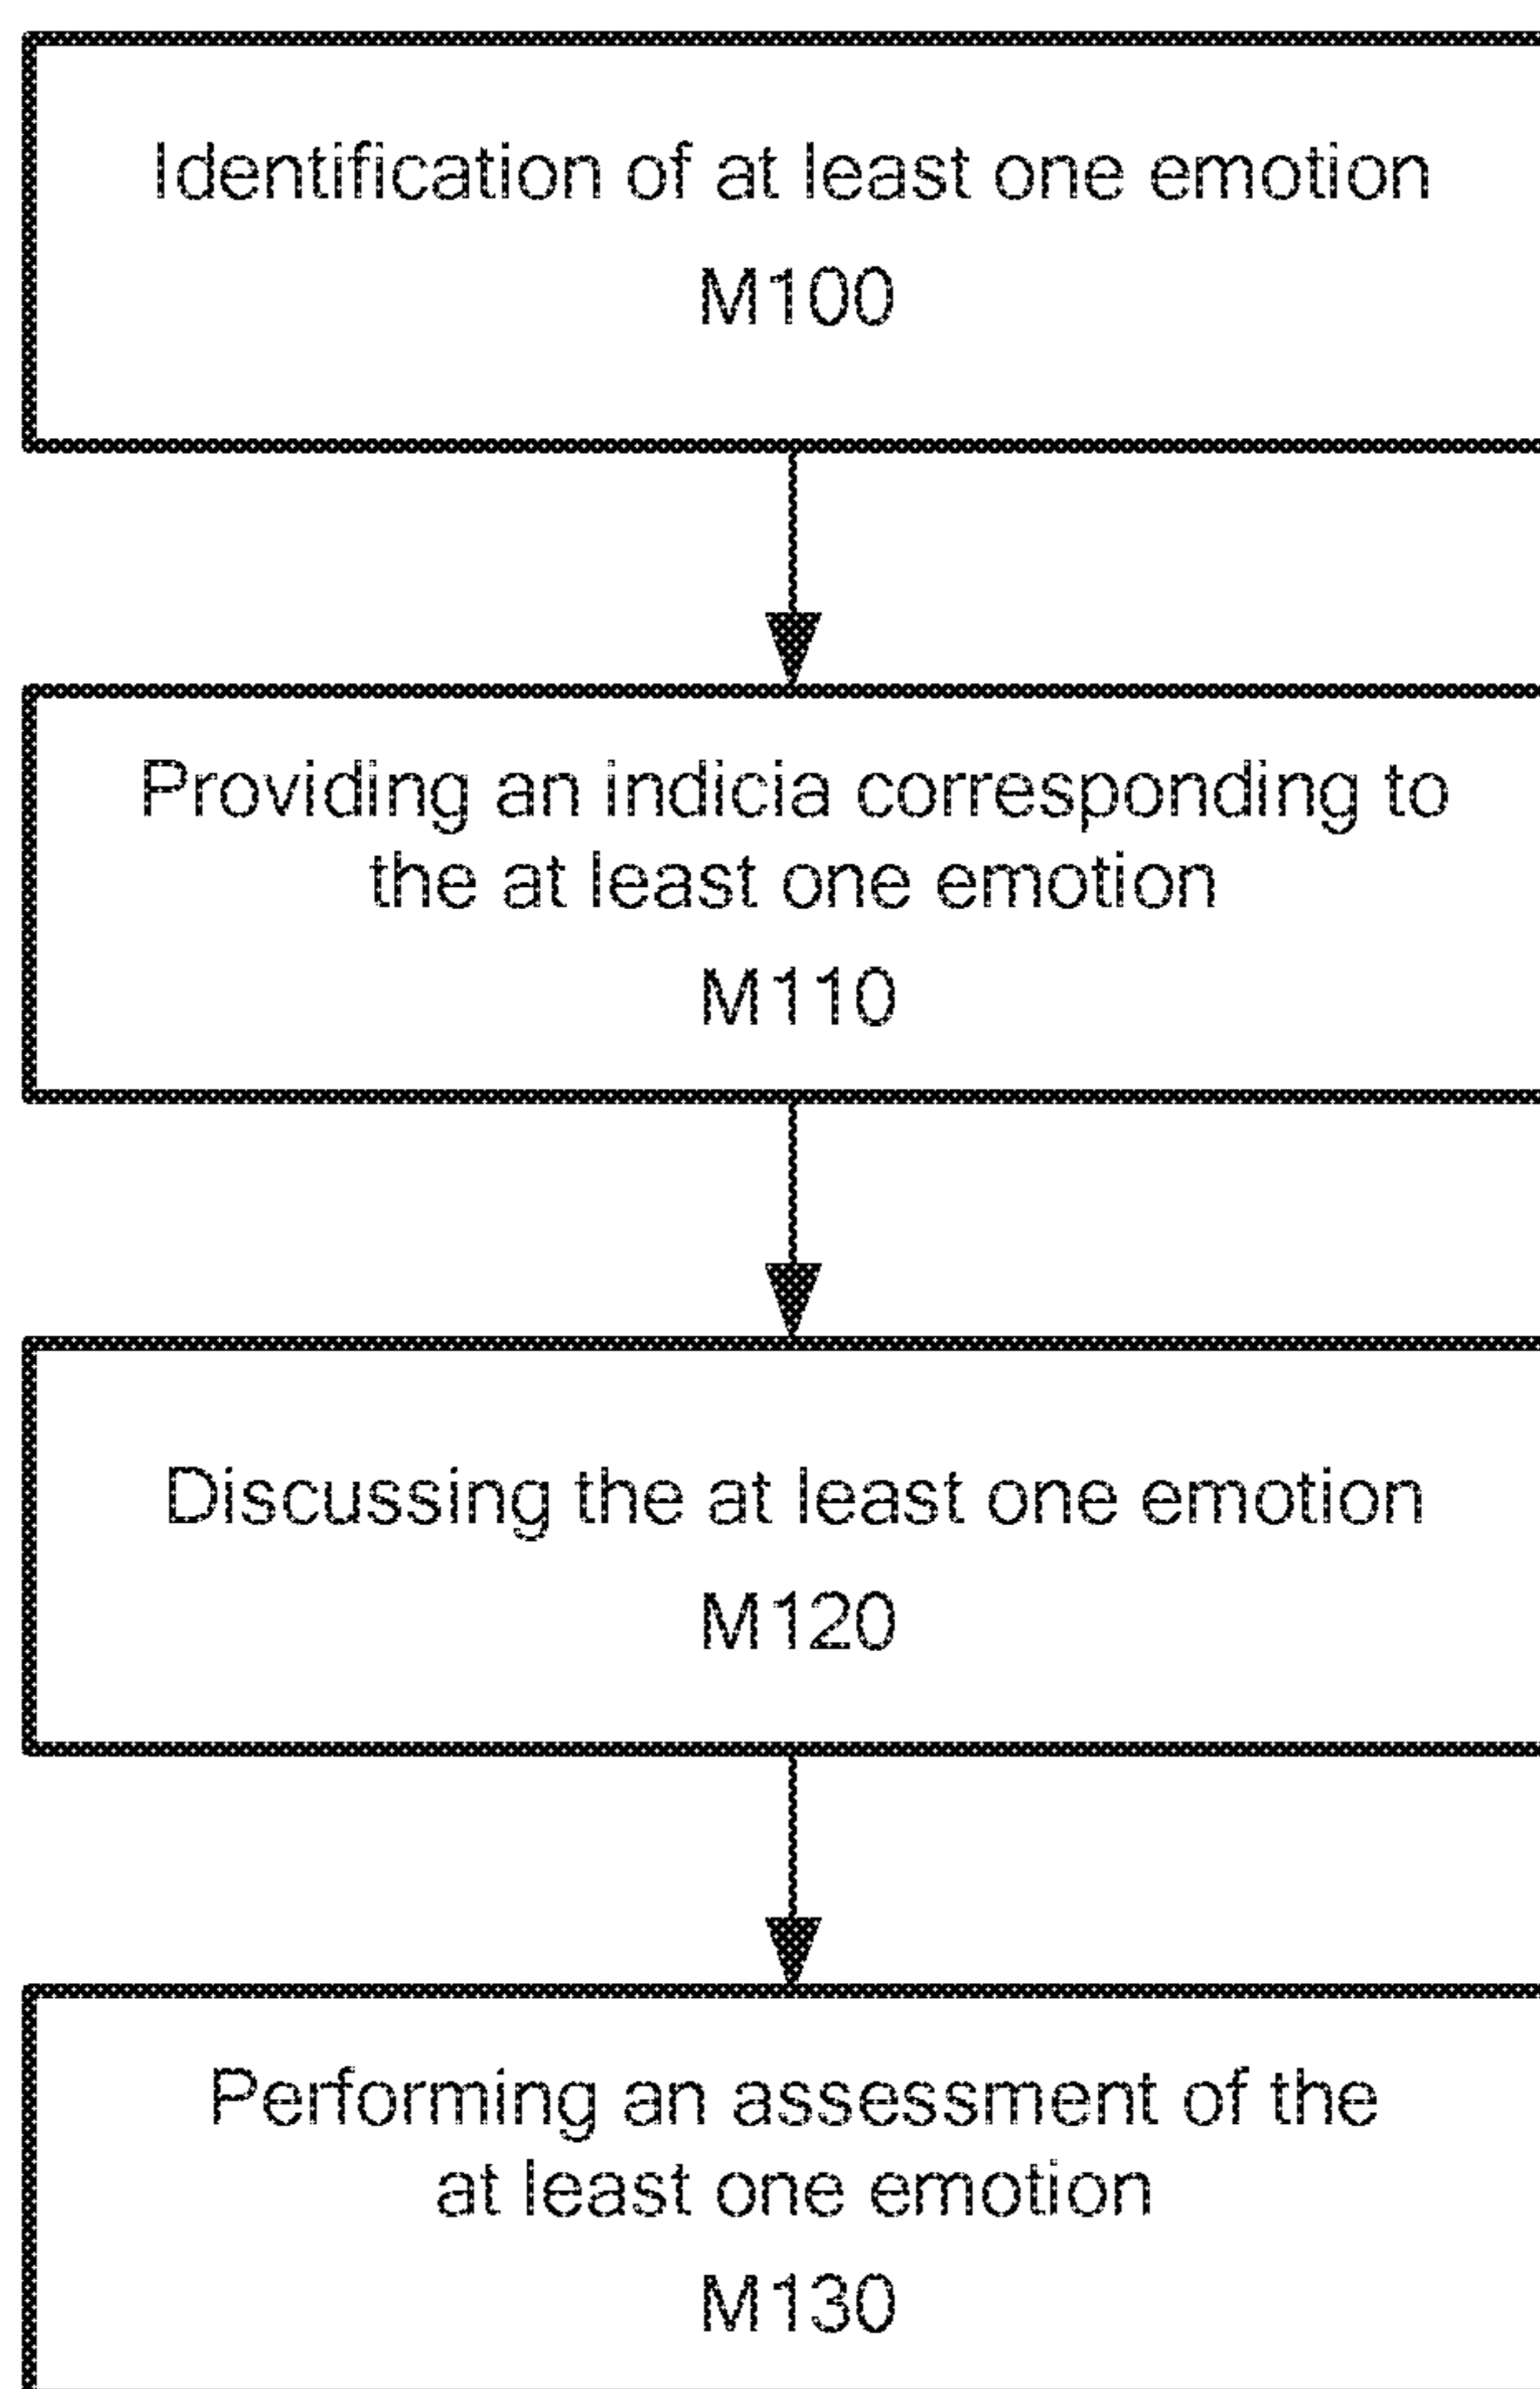 Identification of at least one emotion
M100
Providing an indicia corresponding to
the at least one emotion
M110
Discussing the at least one emotion
M120
Performing an assessment of the
at least one emotion
M130